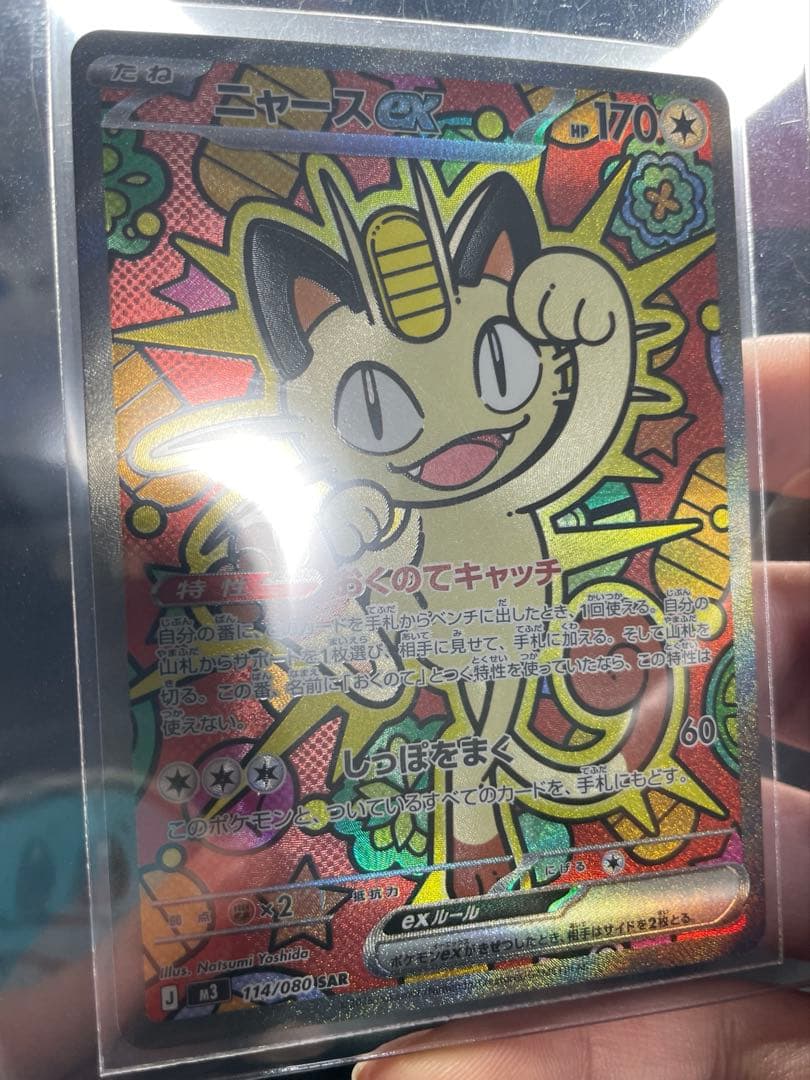 たね
ニャースex
HP 170
特性 おくのてキャッチ
自分の番に、 カードを手札からベンチに出したとき、1回使える。自分の
山札からサポートを1枚選び、相手に見せて、手札に加える。そして山札を
切る。この番、名前に「おくのて」とつく特性を使っていたなら、この特性は
使えない。
しっぽをまく 60
このポケモンと、ついているすべてのカードを、手札にもどす。
弱点 ×2 抵抗力 にげる
exルール
ポケモンexがきぜつしたとき、相手はサイドを2枚とる。
Illus. Natsumi Yoshida
J M3 114/080 SAR